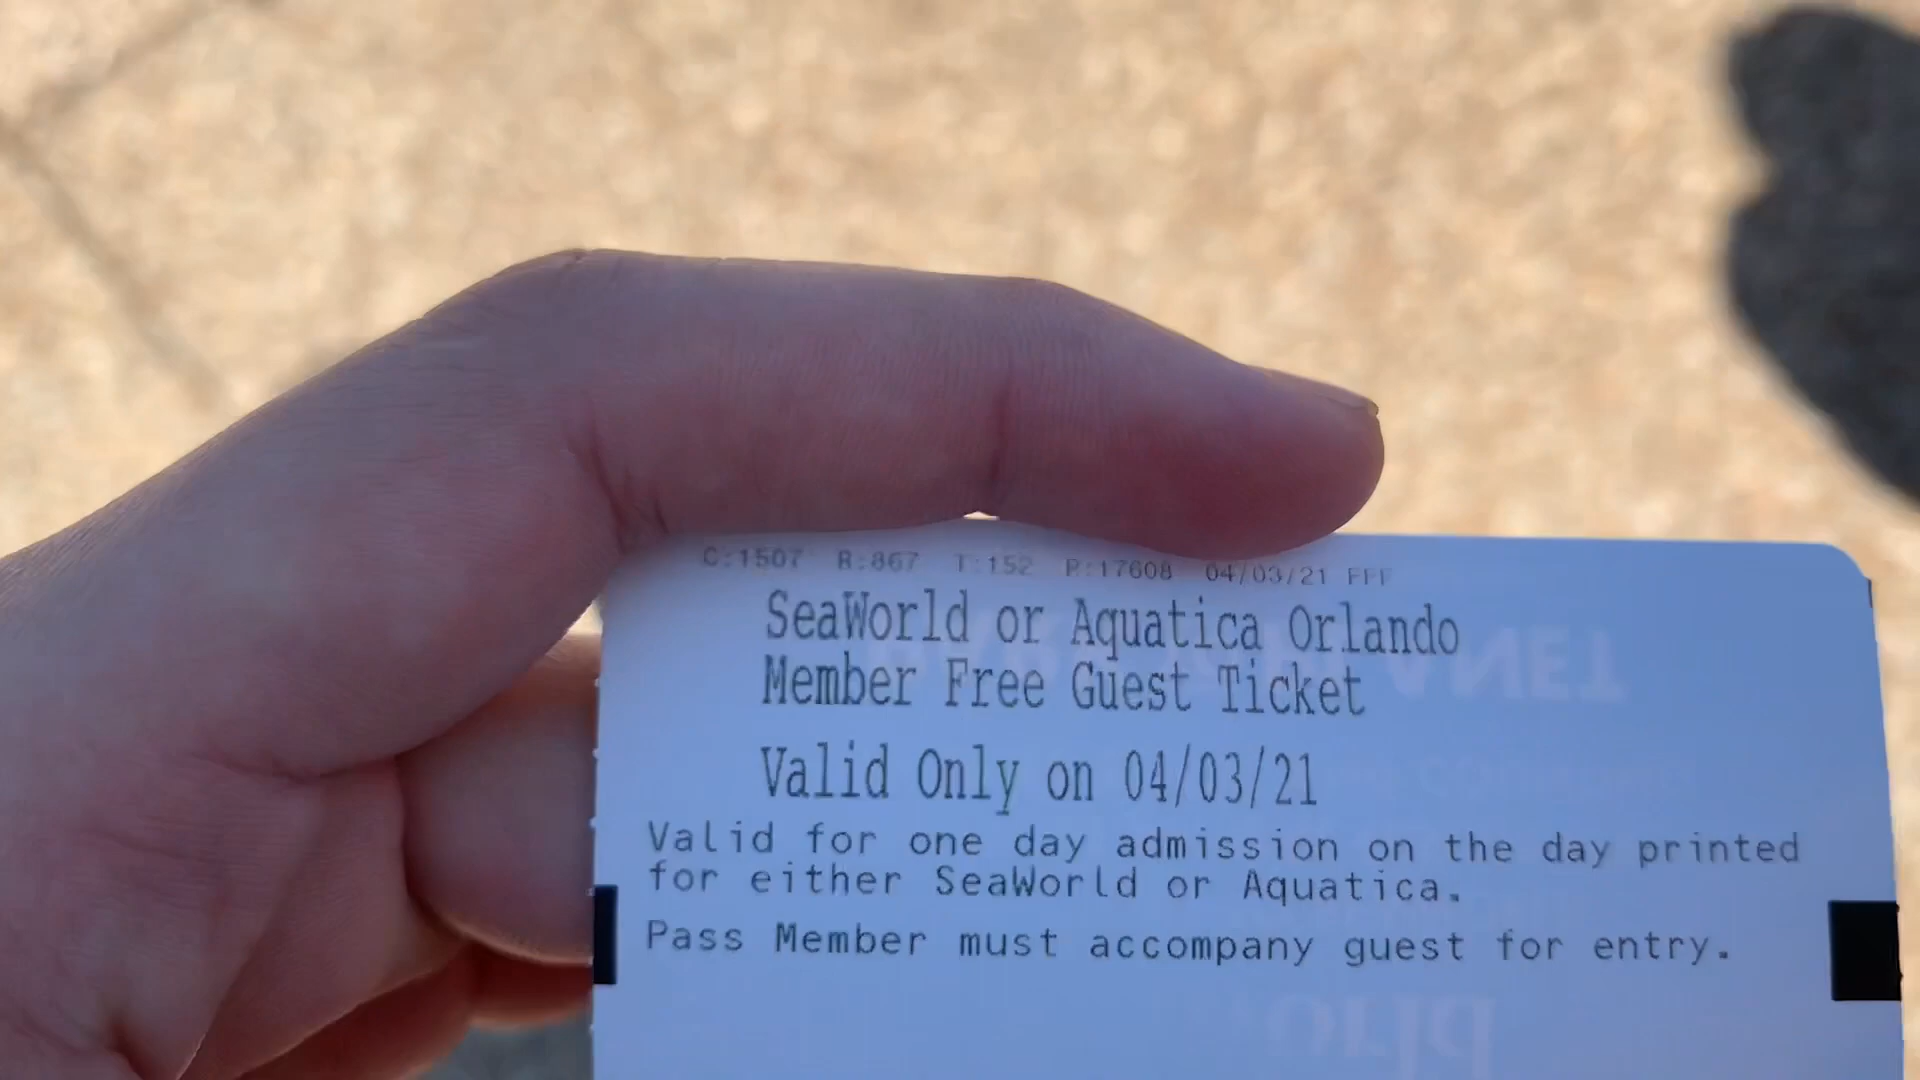 C:1507 R:867 T:152 P:17608 04/03/21 FFF
SeaWorld or Aquatica Orlando
Member Free Guest Ticket
Valid Only on 04/03/21
Valid for one day admission on the day printed
for either SeaWorld or Aquatica.
Pass Member must accompany guest for entry.